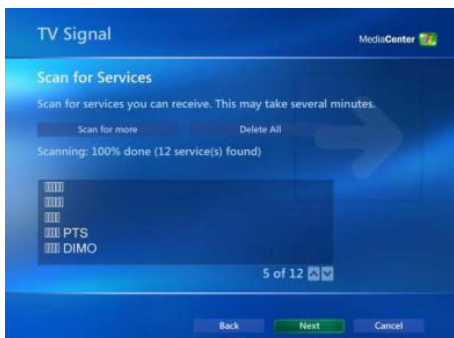 TV Signal
MediaCenter
Scan for Services
Scan for services you can receive. This may take several minutes.
Scan for more
Delete All
Scanning: 100% done (12 service(s) found)
PTS
DIMO
5 of 12
Back
Next
Cancel